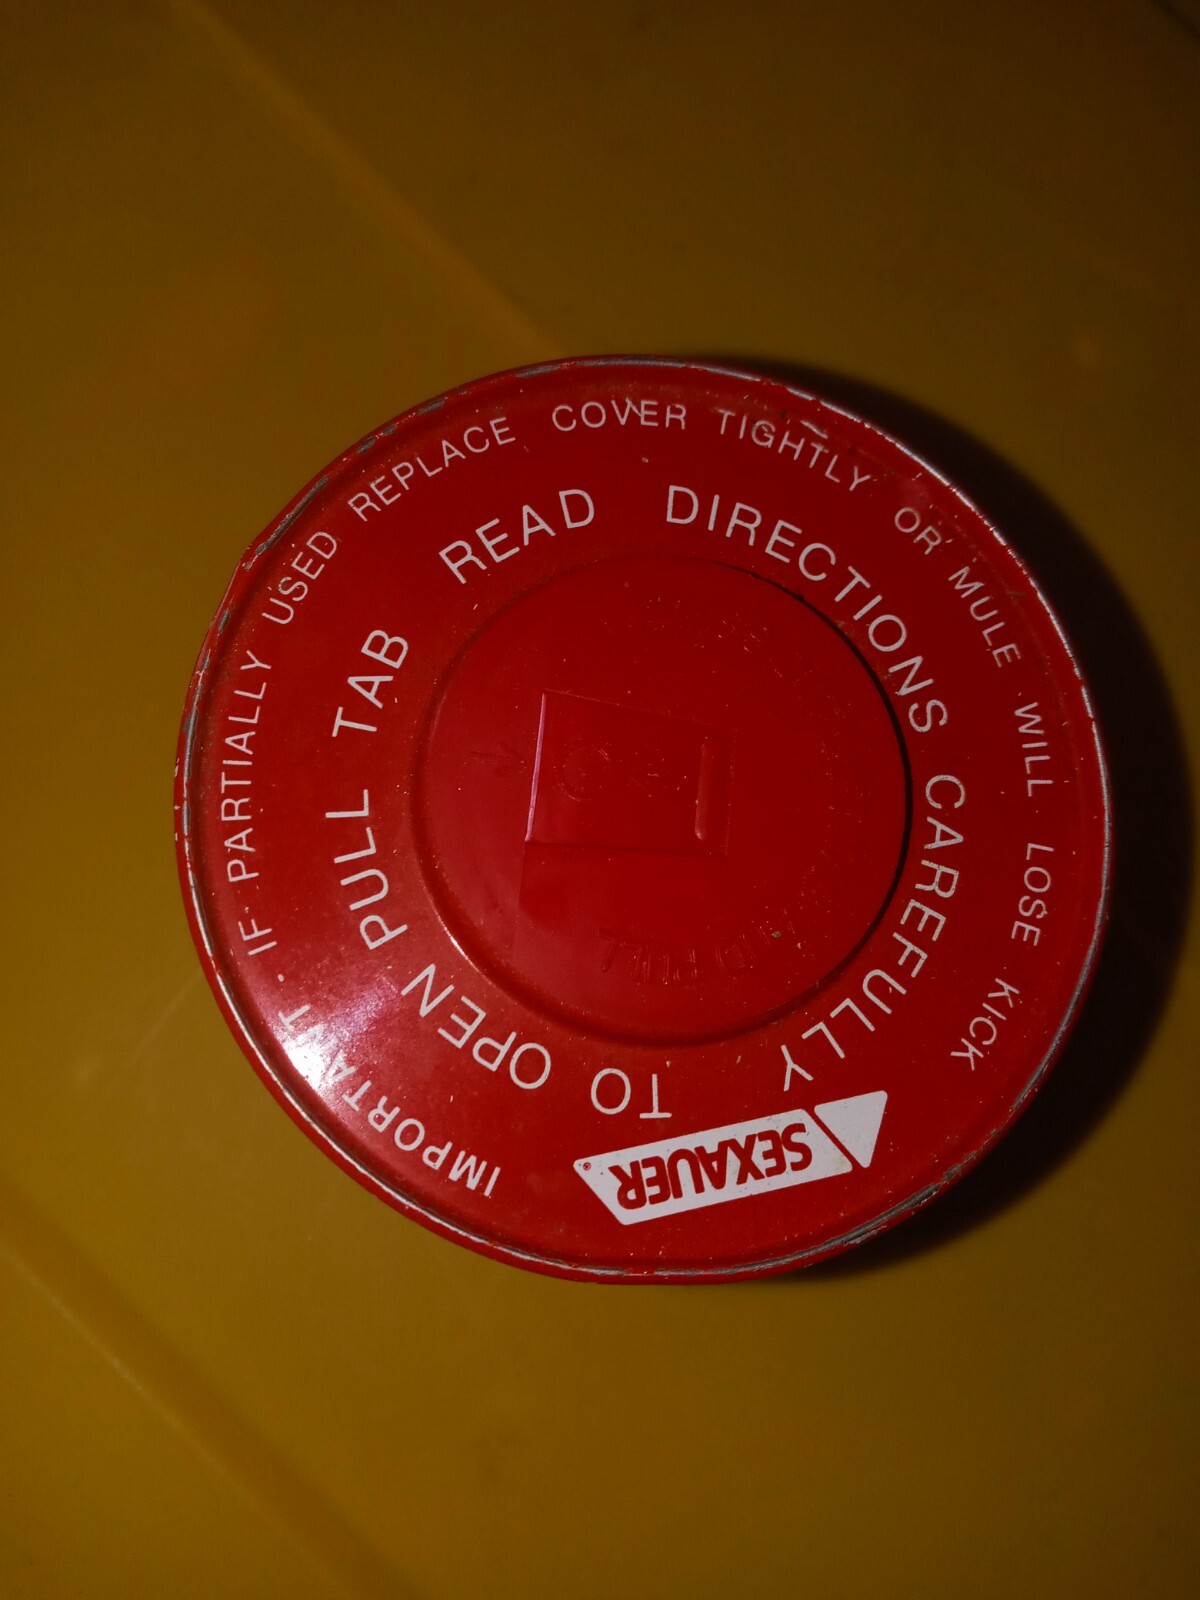 IMPORTANT · IF PARTIALLY USED REPLACE COVER TIGHTLY OR MULE WILL LOSE KICK
TO OPEN PULL TAB READ DIRECTIONS CAREFULLY
SEXAUER®